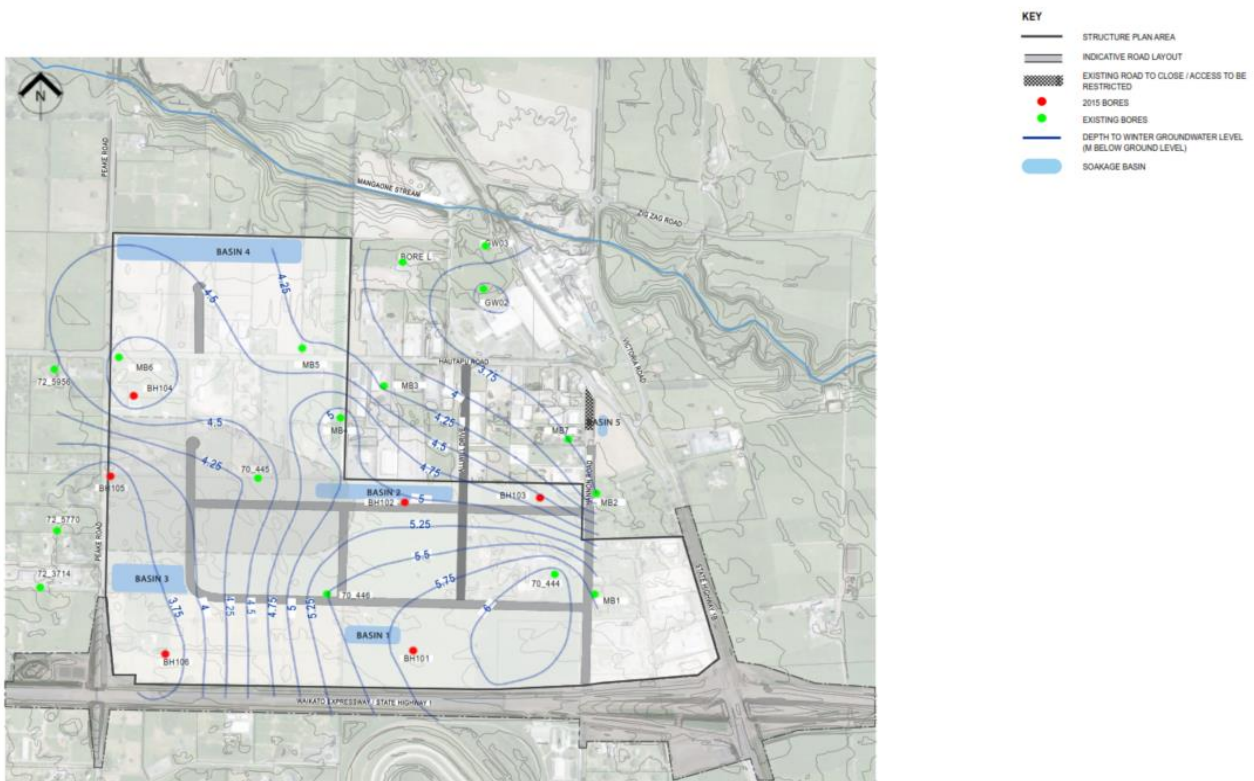 KEY
STRUCTURE PLAN AREA
INDICATIVE ROAD LAYOUT
EXISTING ROAD TO CLOSE / ACCESS TO BE
RESTRICTED
2015 BORES
EXISTING BORES
DEPTH TO WINTER GROUNDWATER LEVEL
(M BELOW GROUND LEVEL)
SOAKAGE BASIN
N
PEAKE ROAD
MANGAONE STREAM
ZIG ZAG ROAD
BASIN 4
GW03
BORE L
4.25
4.5
GW02
VICTORIA ROAD
MB5
HAUTAPU ROAD
MB6
3.75
72_5956
BH104
MB3
4
4.25
5
4.5
BASIN 5
4.5
MB7
4.75
4.25
70_445
HANNON ROAD
BH105
BASIN 2
5
BH102
BH103
MB2
72_5770
PEAKE ROAD
5.25
5.5
72_3714
BASIN 3
5.75
70_444
3.75
4
4.25
4.5
4.75
5
5.25
70_446
6
MB1
BASIN 1
BH106
BH101
WAIKATO EXPRESSWAY / STATE HIGHWAY 1